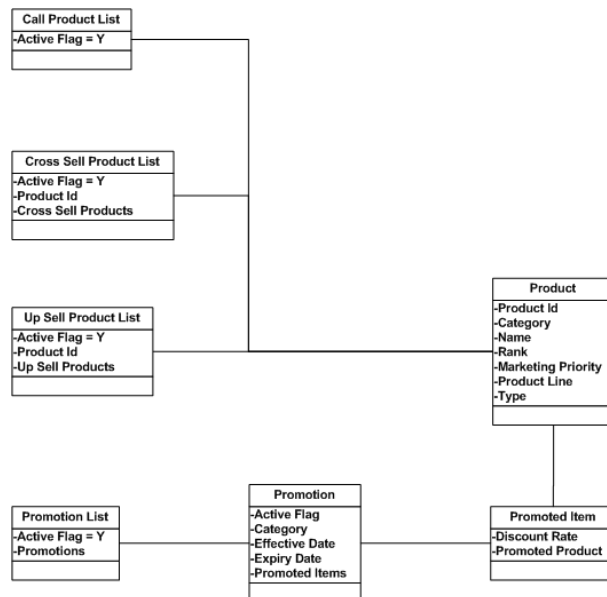 Call Product List
-Active Flag = Y
Cross Sell Product List
-Active Flag = Y
-Product Id
-Cross Sell Products
Up Sell Product List
-Active Flag = Y
-Product Id
-Up Sell Products
Product
-Product Id
-Category
-Name
-Rank
-Marketing Priority
-Product Line
-Type
Promotion List
-Active Flag = Y
-Promotions
Promotion
-Active Flag
-Category
-Effective Date
-Expiry Date
-Promoted Items
Promoted Item
-Discount Rate
-Promoted Product